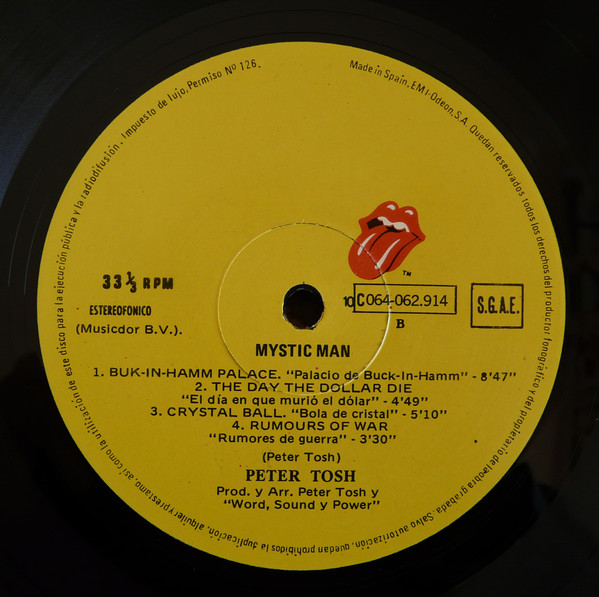 Impuesto de lujo. Permiso Nº 126.
Made in Spain. EMI-Odeon, S.A. Quedan reservados todos los derechos del productor fonográfico y del propietario de la obra grabada. Salvo autorización, quedan prohibidos la duplicación, alquiler y prestamo, así como la utilización de este disco para la ejecución pública y la radiodifusión.
TM
33 1/3 RPM
ESTEREOFONICO
(Musicdor B.V.).
10C064-062.914
B
S.G.A.E.
MYSTIC MAN
1. BUK-IN-HAMM PALACE. "Palacio de Buck-In-Hamm" - 8'47"
2. THE DAY THE DOLLAR DIE
"El día en que murió el dólar" - 4'49"
3. CRYSTAL BALL. "Bola de cristal" - 5'10"
4. RUMOURS OF WAR
"Rumores de guerra" - 3'30"
(Peter Tosh)
PETER TOSH
Prod. y Arr. Peter Tosh y
"Word, Sound y Power"